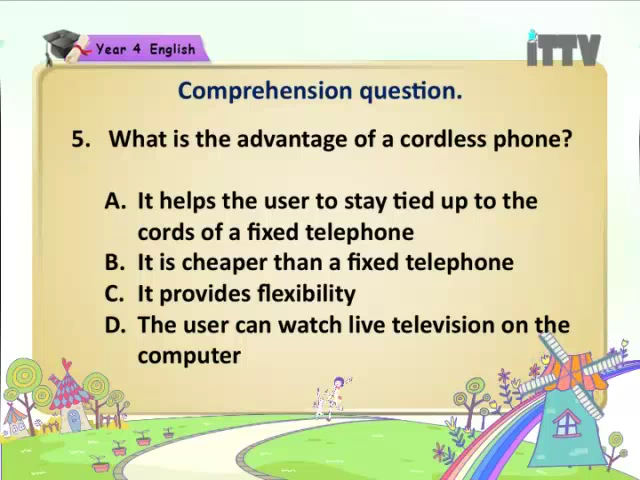 Year 4 English
iTTV
Comprehension question.
5. What is the advantage of a cordless phone?
A. It helps the user to stay tied up to the
cords of a fixed telephone
B. It is cheaper than a fixed telephone
C. It provides flexibility
D. The user can watch live television on the
computer